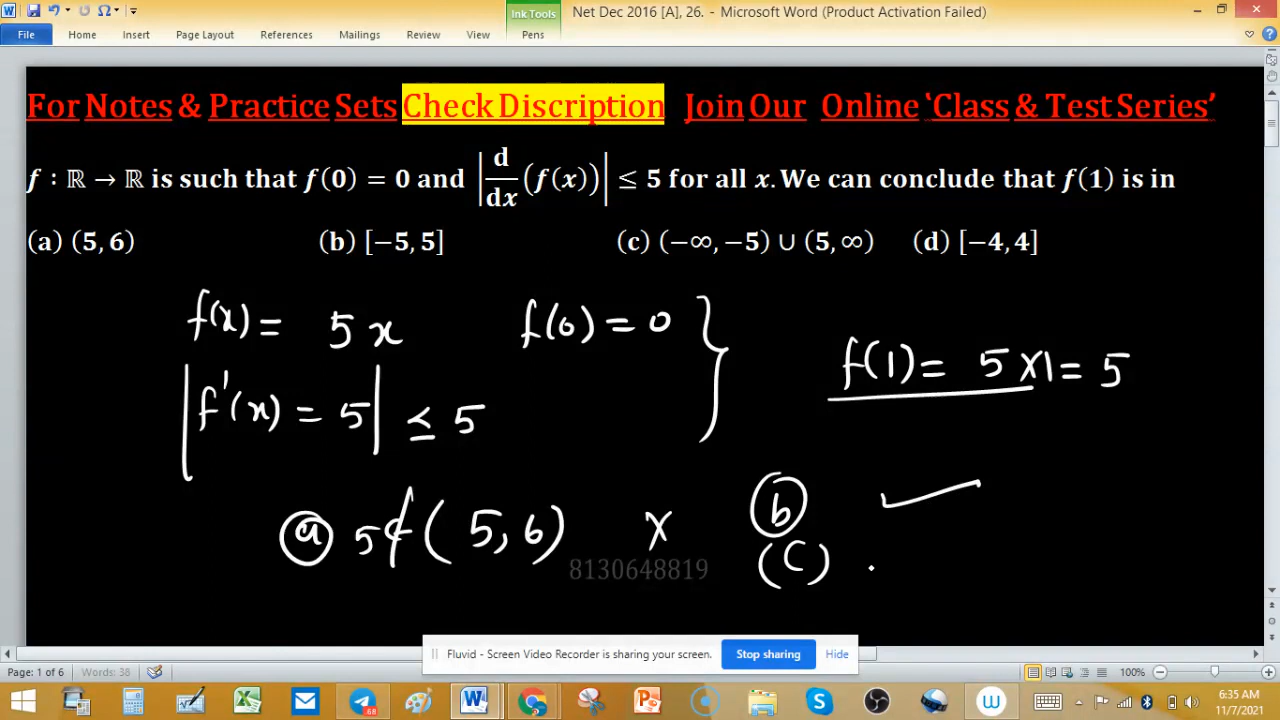 Ink Tools
Net Dec 2016 [A], 26. - Microsoft Word (Product Activation Failed)
File Home Insert Page Layout References Mailings Review View Pens
For Notes & Practice Sets Check Discription Join Our Online 'Class & Test Series'
f : ℝ → ℝ is such that f(0) = 0 and |d/dx (f(x))| ≤ 5 for all x. We can conclude that f(1) is in
(a) (5, 6) (b) [−5, 5] (c) (−∞, −5) ∪ (5, ∞) (d) [−4, 4]
f(x) = 5x f(0) = 0 }
f(1) = 5 × 1 = 5
|f'(x) = 5| ≤ 5
(a) 5 ∉ (5, 6) X (b) ✓
(c) .
8130648819
Fluvid - Screen Video Recorder is sharing your screen. Stop sharing Hide
Page: 1 of 6 Words: 38 100%
68
6:35 AM
11/7/2021